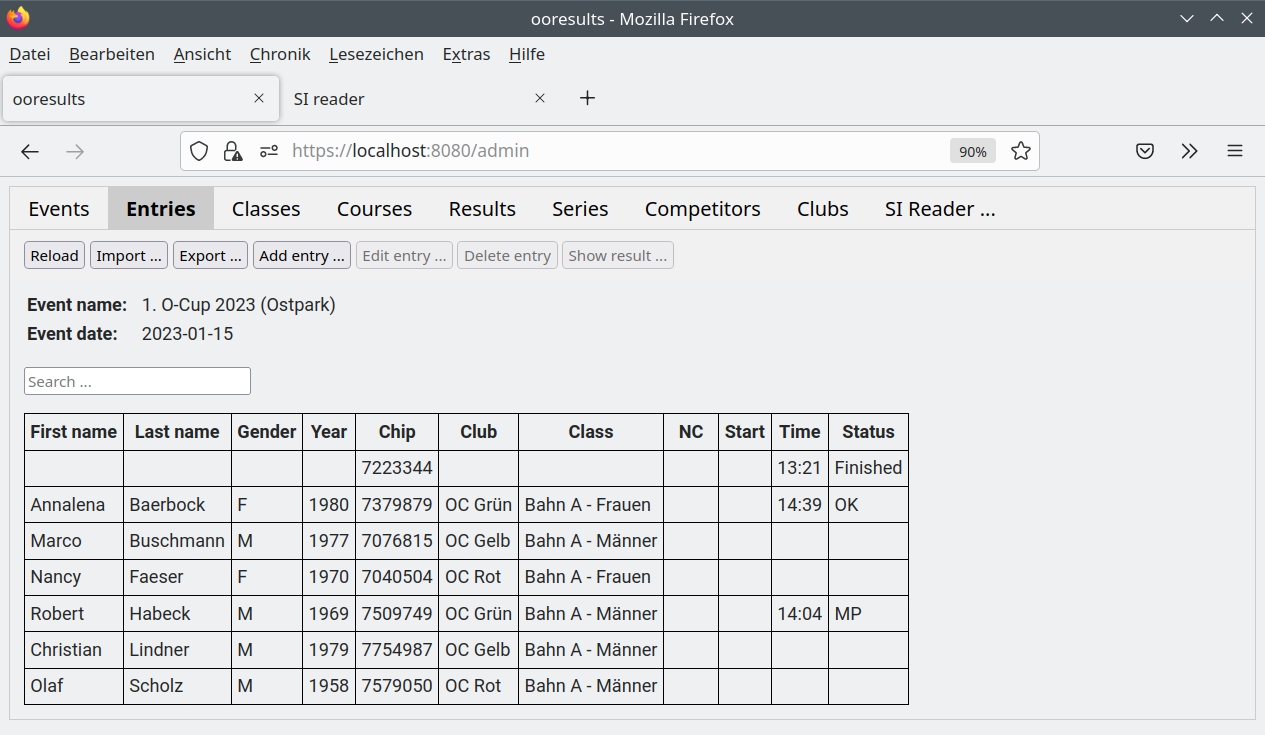 ooresults - Mozilla Firefox
Datei Bearbeiten Ansicht Chronik Lesezeichen Extras Hilfe
ooresults SI reader
https://localhost:8080/admin 90%
Events Entries Classes Courses Results Series Competitors Clubs SI Reader ...
Reload Import ... Export ... Add entry ... Edit entry ... Delete entry Show result ...
Event name: 1. O-Cup 2023 (Ostpark)
Event date: 2023-01-15
Search ...
First name Last name Gender Year Chip Club Class NC Start Time Status
7223344 13:21 Finished
Annalena Baerbock F 1980 7379879 OC Grün Bahn A - Frauen 14:39 OK
Marco Buschmann M 1977 7076815 OC Gelb Bahn A - Männer
Nancy Faeser F 1970 7040504 OC Rot Bahn A - Frauen
Robert Habeck M 1969 7509749 OC Grün Bahn A - Männer 14:04 MP
Christian Lindner M 1979 7754987 OC Gelb Bahn A - Männer
Olaf Scholz M 1958 7579050 OC Rot Bahn A - Männer